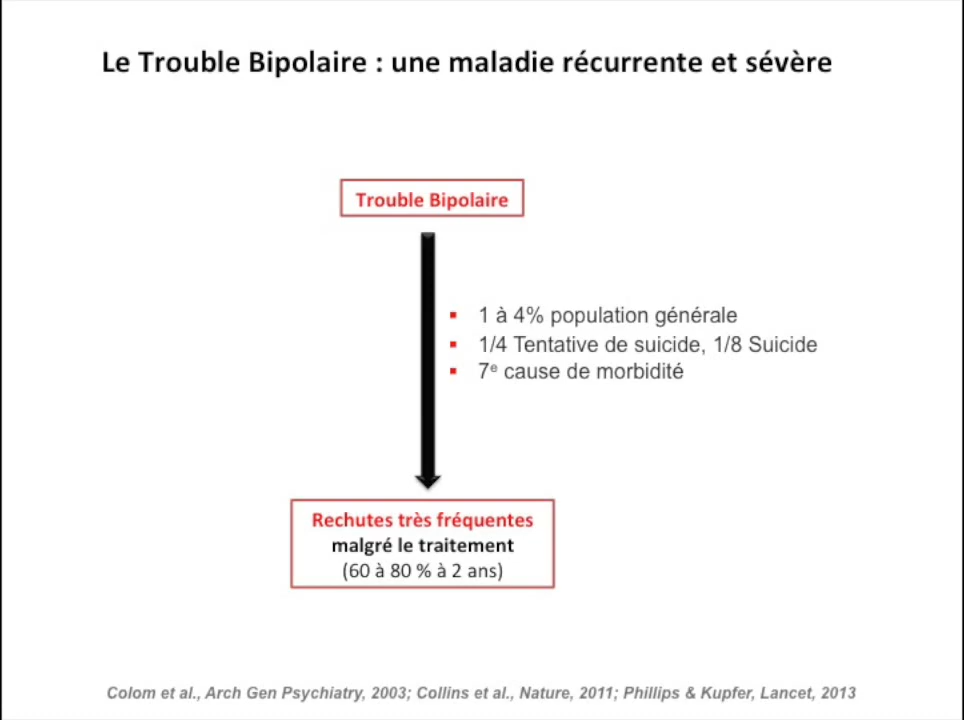 Le Trouble Bipolaire : une maladie récurrente et sévère
Trouble Bipolaire
▪ 1 à 4% population générale
▪ 1/4 Tentative de suicide, 1/8 Suicide
▪ 7ᵉ cause de morbidité
Rechutes très fréquentes
malgré le traitement
(60 à 80 % à 2 ans)
Colom et al., Arch Gen Psychiatry, 2003; Collins et al., Nature, 2011; Phillips & Kupfer, Lancet, 2013